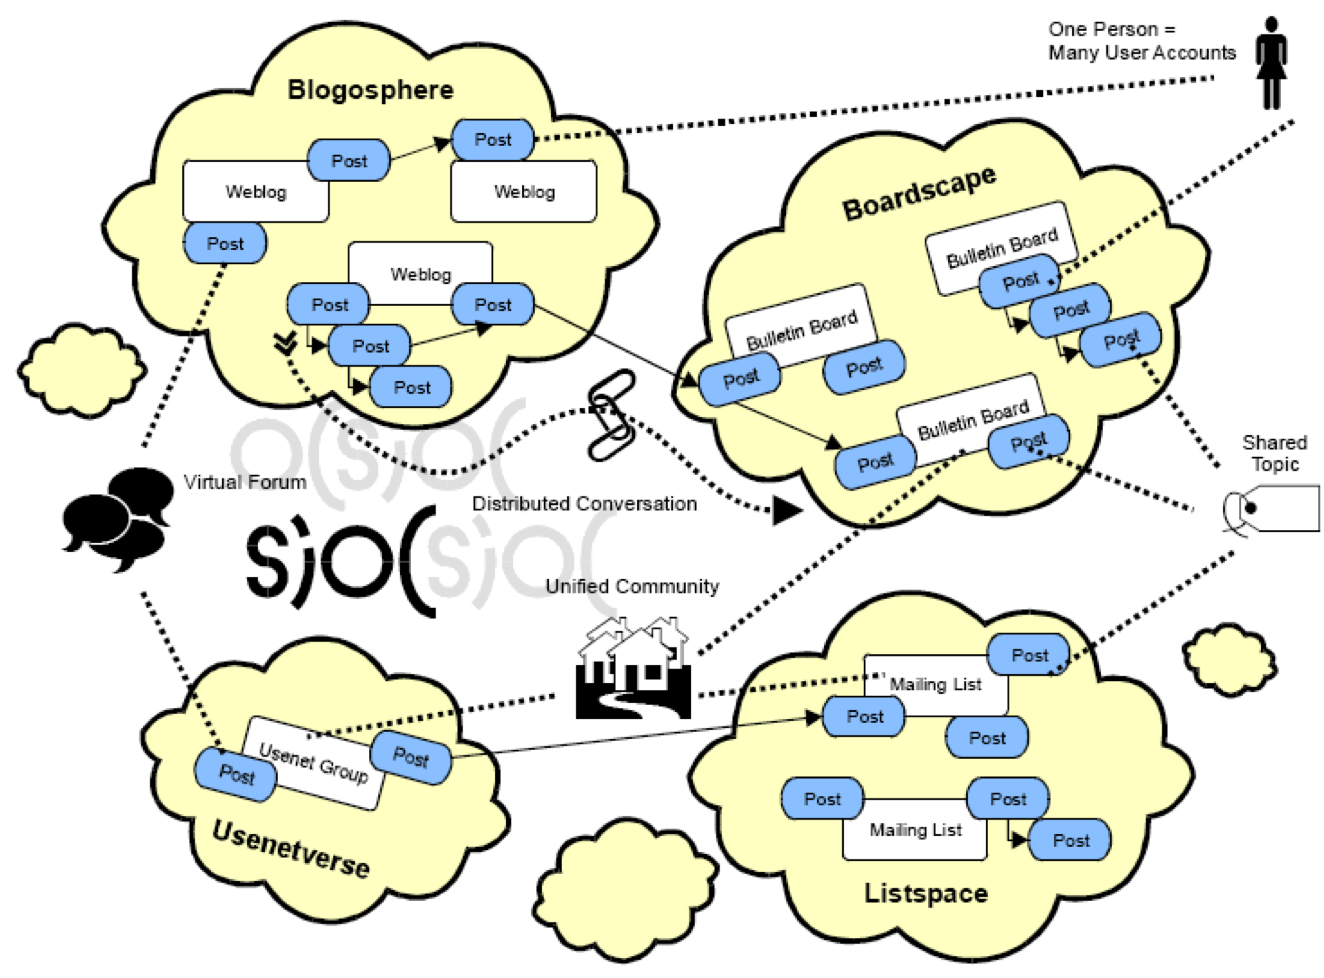 One Person =
Many User Accounts
Blogosphere
Post
Post
Weblog
Weblog
Post
Weblog
Post
Post
Post
Post
Boardscape
Bulletin Board
Post
Post
Post
Bulletin Board
Post
Post
Bulletin Board
Post
Post
Shared
Topic
Virtual Forum
Distributed Conversation
sioc
sioc
sioc
Unified Community
Usenet Group
Post
Post
Usenetverse
Post
Mailing List
Post
Post
Post
Post
Mailing List
Post
Listspace